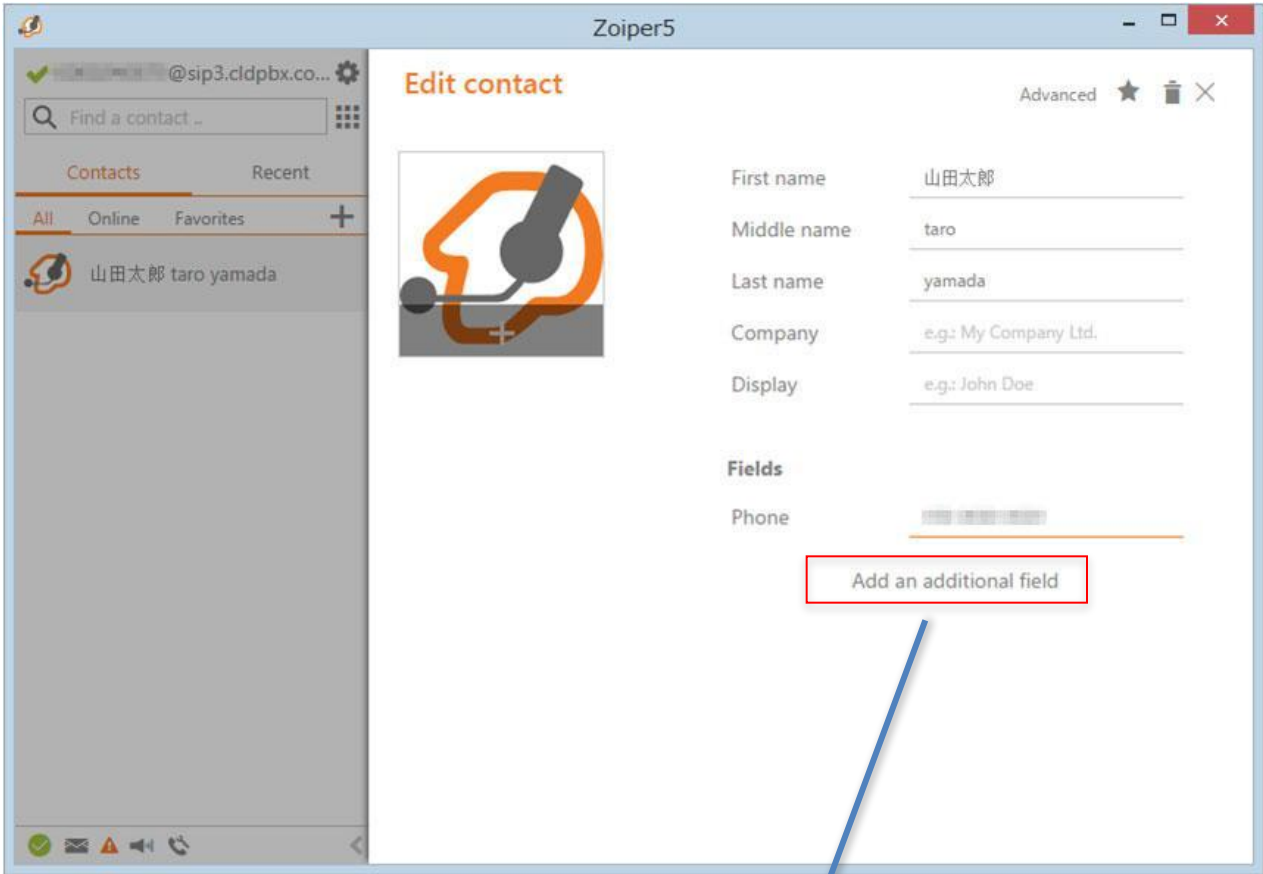 Zoiper5
@sip3.cldpbx.co...
Find a contact ..
Contacts Recent
All Online Favorites
山田太郎 taro yamada
Edit contact
Advanced
First name 山田太郎
Middle name taro
Last name yamada
Company e.g.: My Company Ltd.
Display e.g.: John Doe
Fields
Phone
Add an additional field